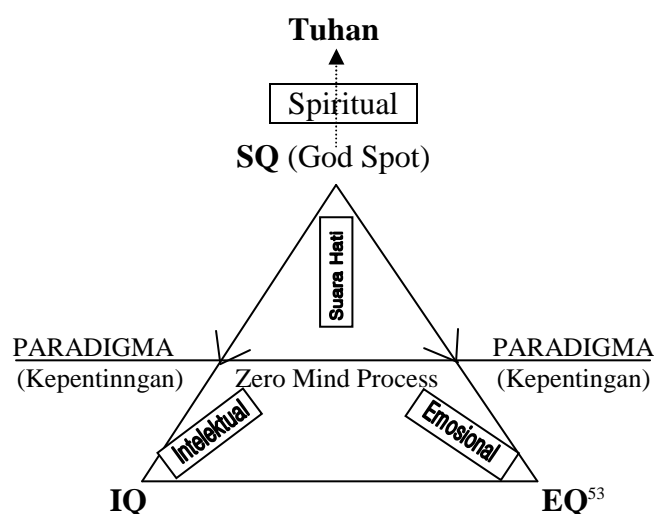 Tuhan
Spiritual
SQ (God Spot)
Suara Hati
PARADIGMA
(Kepentinngan)
Zero Mind Process
PARADIGMA
(Kepentingan)
Intelektual
Emosional
IQ
EQ53